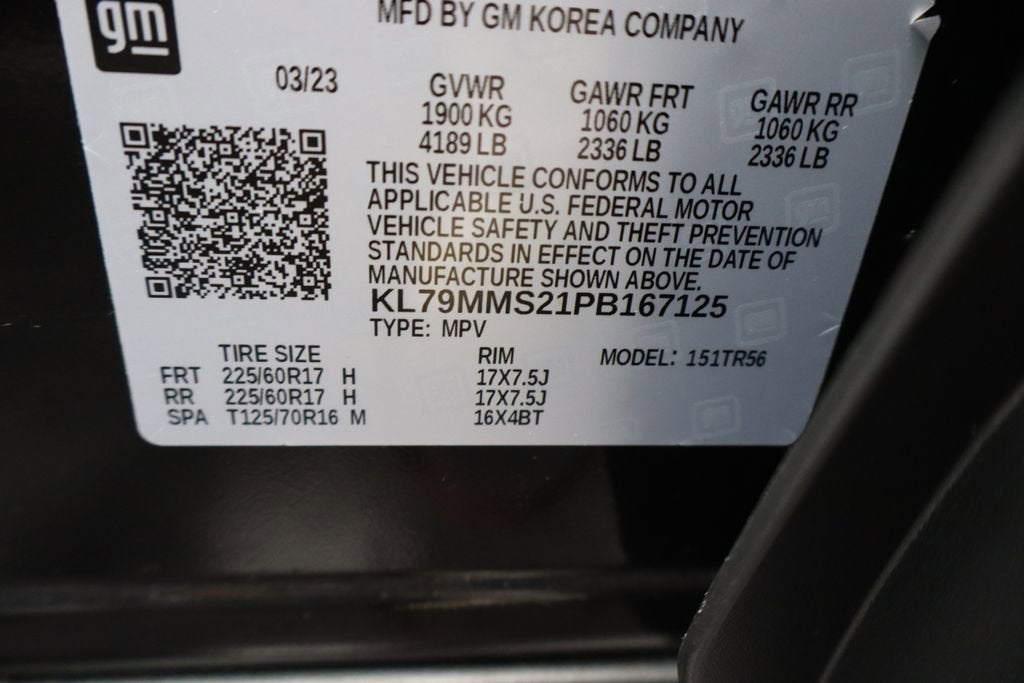 gm
MFD BY GM KOREA COMPANY
03/23
GVWR GAWR FRT GAWR RR
1900 KG 1060 KG 1060 KG
4189 LB 2336 LB 2336 LB
THIS VEHICLE CONFORMS TO ALL
APPLICABLE U.S. FEDERAL MOTOR
VEHICLE SAFETY AND THEFT PREVENTION
STANDARDS IN EFFECT ON THE DATE OF
MANUFACTURE SHOWN ABOVE.
KL79MMS21PB167125
TYPE: MPV
TIRE SIZE RIM MODEL: 151TR56
FRT 225/60R17 H 17X7.5J
RR 225/60R17 H 17X7.5J
SPA T125/70R16 M 16X4BT